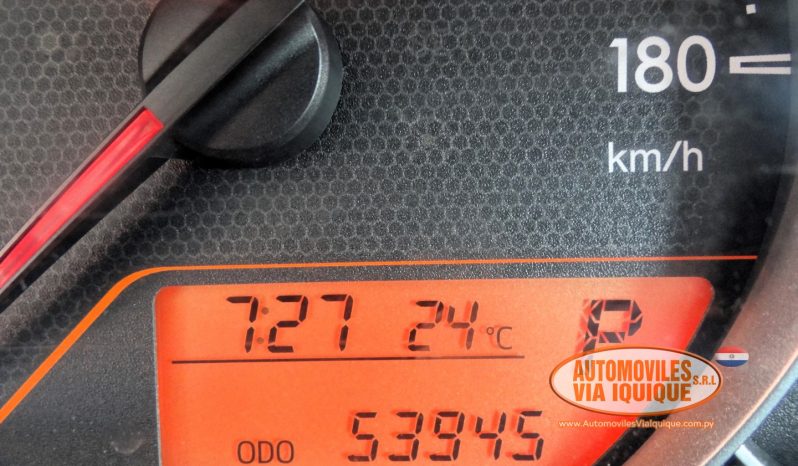 180
km/h
7:27 24°C P
AUTOMOVILES
VIA IQUIQUE S.R.L
www.AutomovilesViaIquique.com.py
ODO 53945